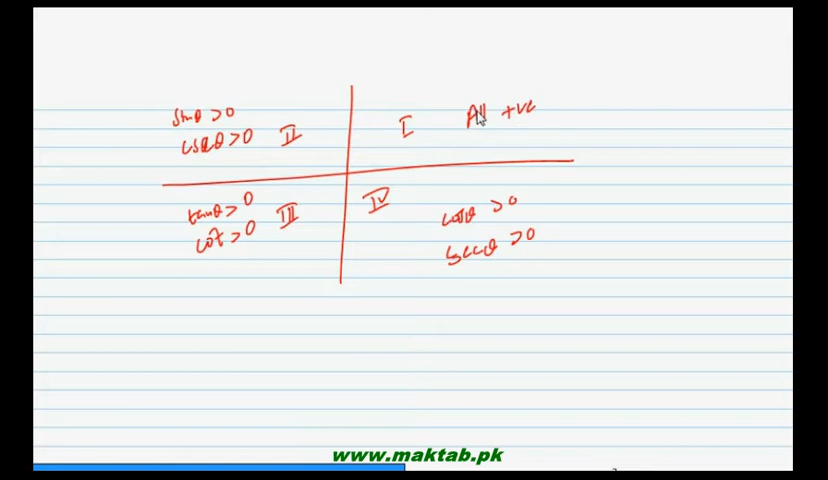 sinθ >0
cscθ >0 II
I All +ve
tanθ >0
cot >0 III
IV
cosθ >0
secθ >0
www.maktab.pk